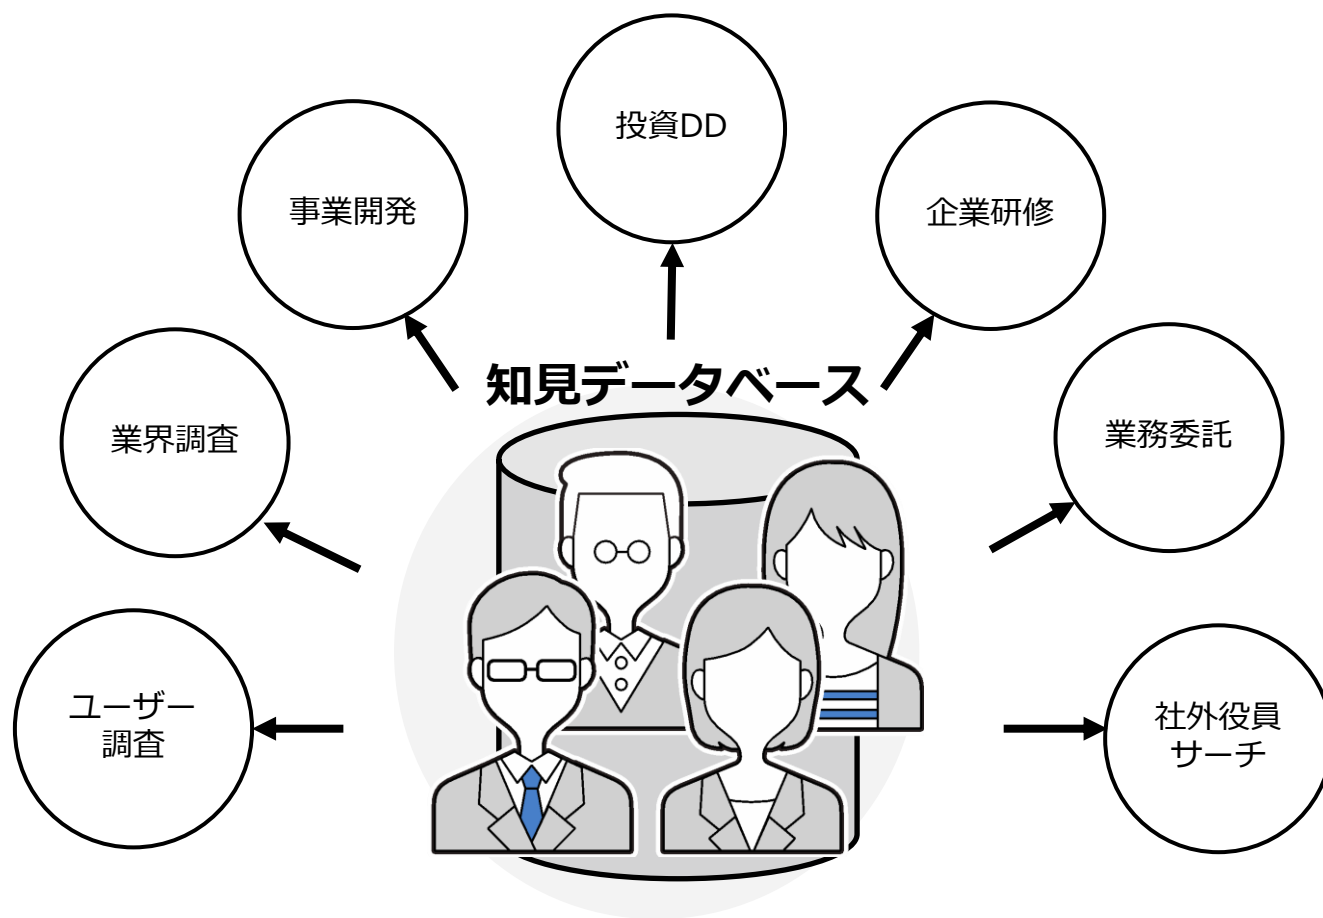 投資DD
事業開発
企業研修
知見データベース
業界調査
業務委託
ユーザー
調査
社外役員
サーチ